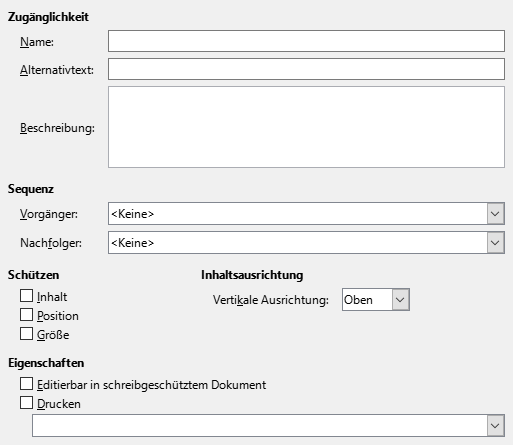 Zugänglichkeit
Name:
Alternativtext:
Beschreibung:
Sequenz
Vorgänger: <Keine>
Nachfolger: <Keine>
Schützen Inhaltsausrichtung
Inhalt Vertikale Ausrichtung: Oben
Position
Größe
Eigenschaften
Editierbar in schreibgeschütztem Dokument
Drucken